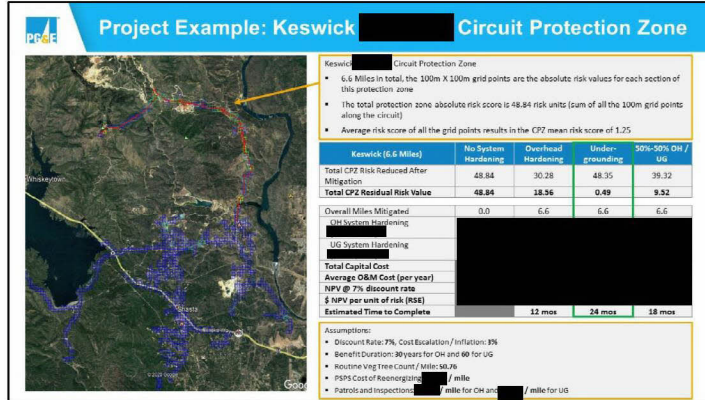 PG&E
Project Example: Keswick Circuit Protection Zone
Keswick Circuit Protection Zone
▪ 6.6 Miles in total, the 100m X 100m grid points are the absolute risk values for each section of
this protection zone
▪ The total protection zone absolute risk score is 48.84 risk units (sum of all the 100m grid points
along the circuit)
▪ Average risk score of all the grid points results in the CPZ mean risk score of 1.25
Keswick (6.6 Miles) No System Hardening Overhead Hardening Under-grounding 50%-50% OH / UG
Total CPZ Risk Reduced After Mitigation 48.84 30.28 48.35 39.32
Total CPZ Residual Risk Value 48.84 18.56 0.49 9.52
Overall Miles Mitigated 0.0 6.6 6.6 6.6
OH System Hardening
UG System Hardening
Total Capital Cost
Average O&M Cost (per year)
NPV @ 7% discount rate
$ NPV per unit of risk (RSE)
Estimated Time to Complete 12 mos 24 mos 18 mos
Assumptions:
▪ Discount Rate: 7%, Cost Escalation / Inflation: 3%
▪ Benefit Duration: 30 years for OH and 60 for UG
▪ Routine Veg Tree Count / Mile: 50.76
▪ PSPS Cost of Reenergizing / mile
▪ Patrols and Inspections: / mile for OH and / mile for UG
Whiskeytown
Shasta
Goo